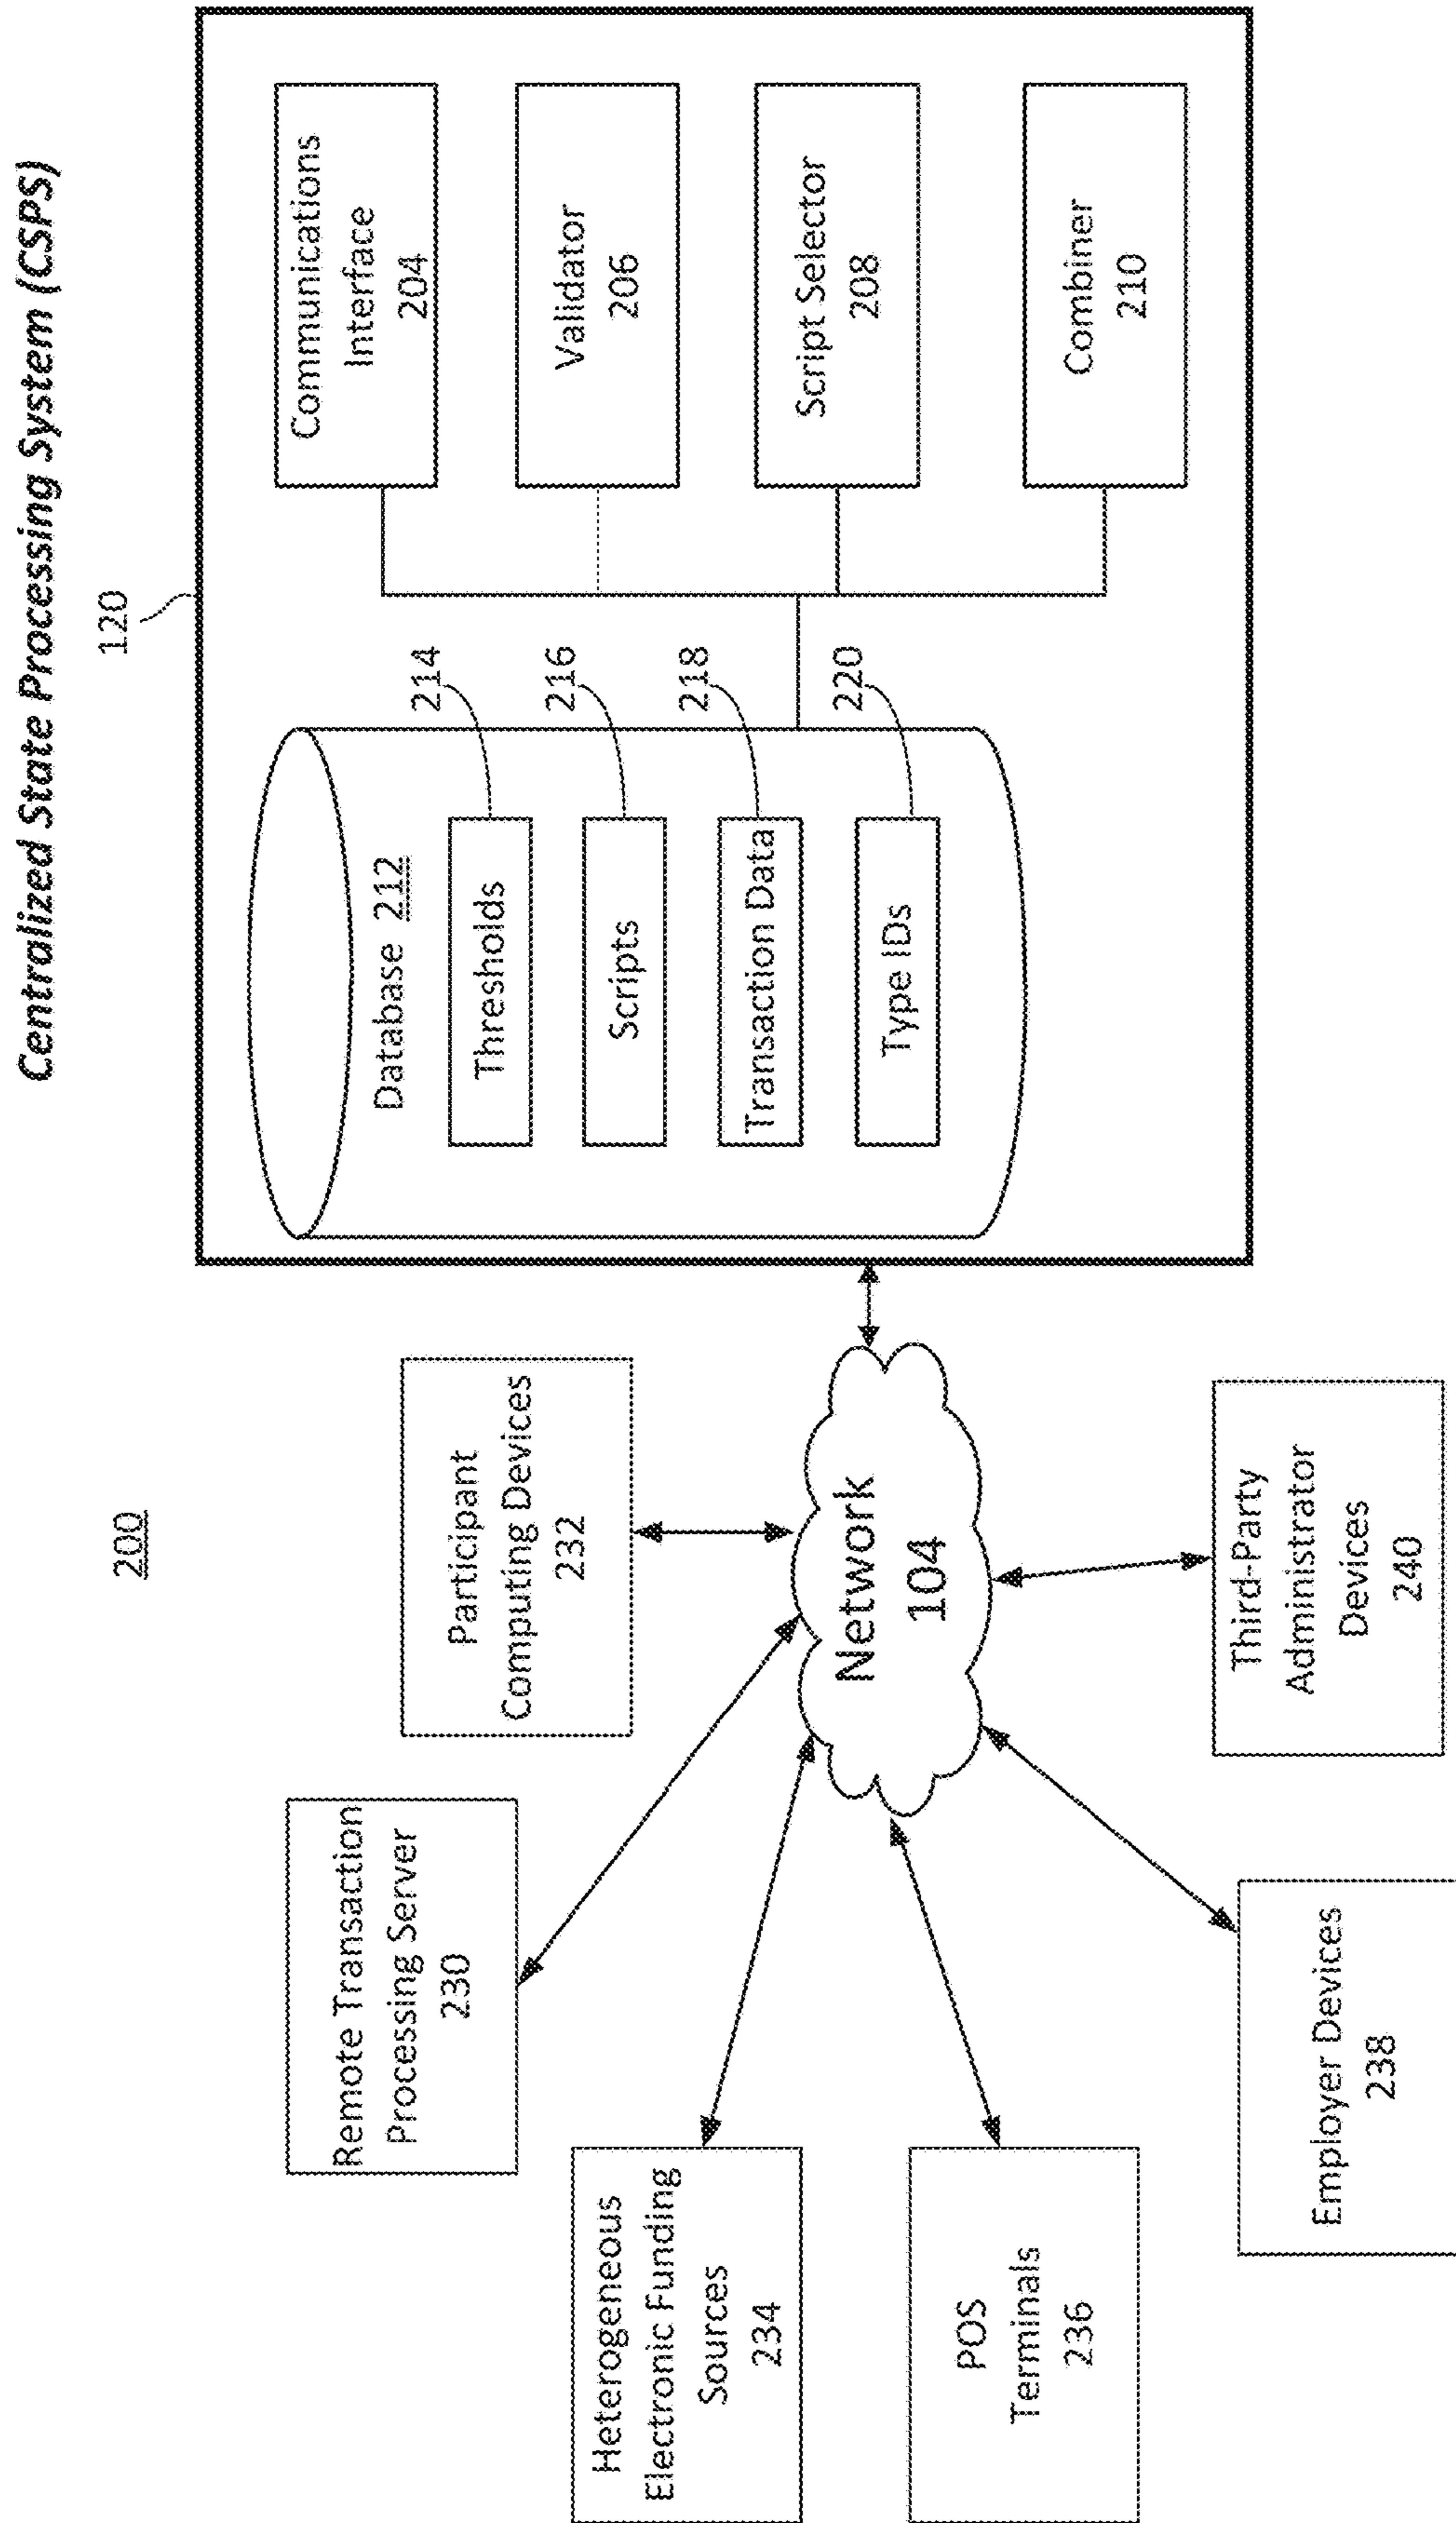 200
Centralized State Processing System (CSPS)
120
Remote Transaction
Processing Server
230
Participant
Computing Devices
232
Heterogeneous
Electronic Funding
Sources
234
Network
104
POS
Terminals
236
Employer Devices
238
Third-Party
Administrator
Devices
240
Database 212
Thresholds
214
Scripts
216
Transaction Data
218
Type IDs
220
Communications
Interface
204
Validator
206
Script Selector
208
Combiner
210